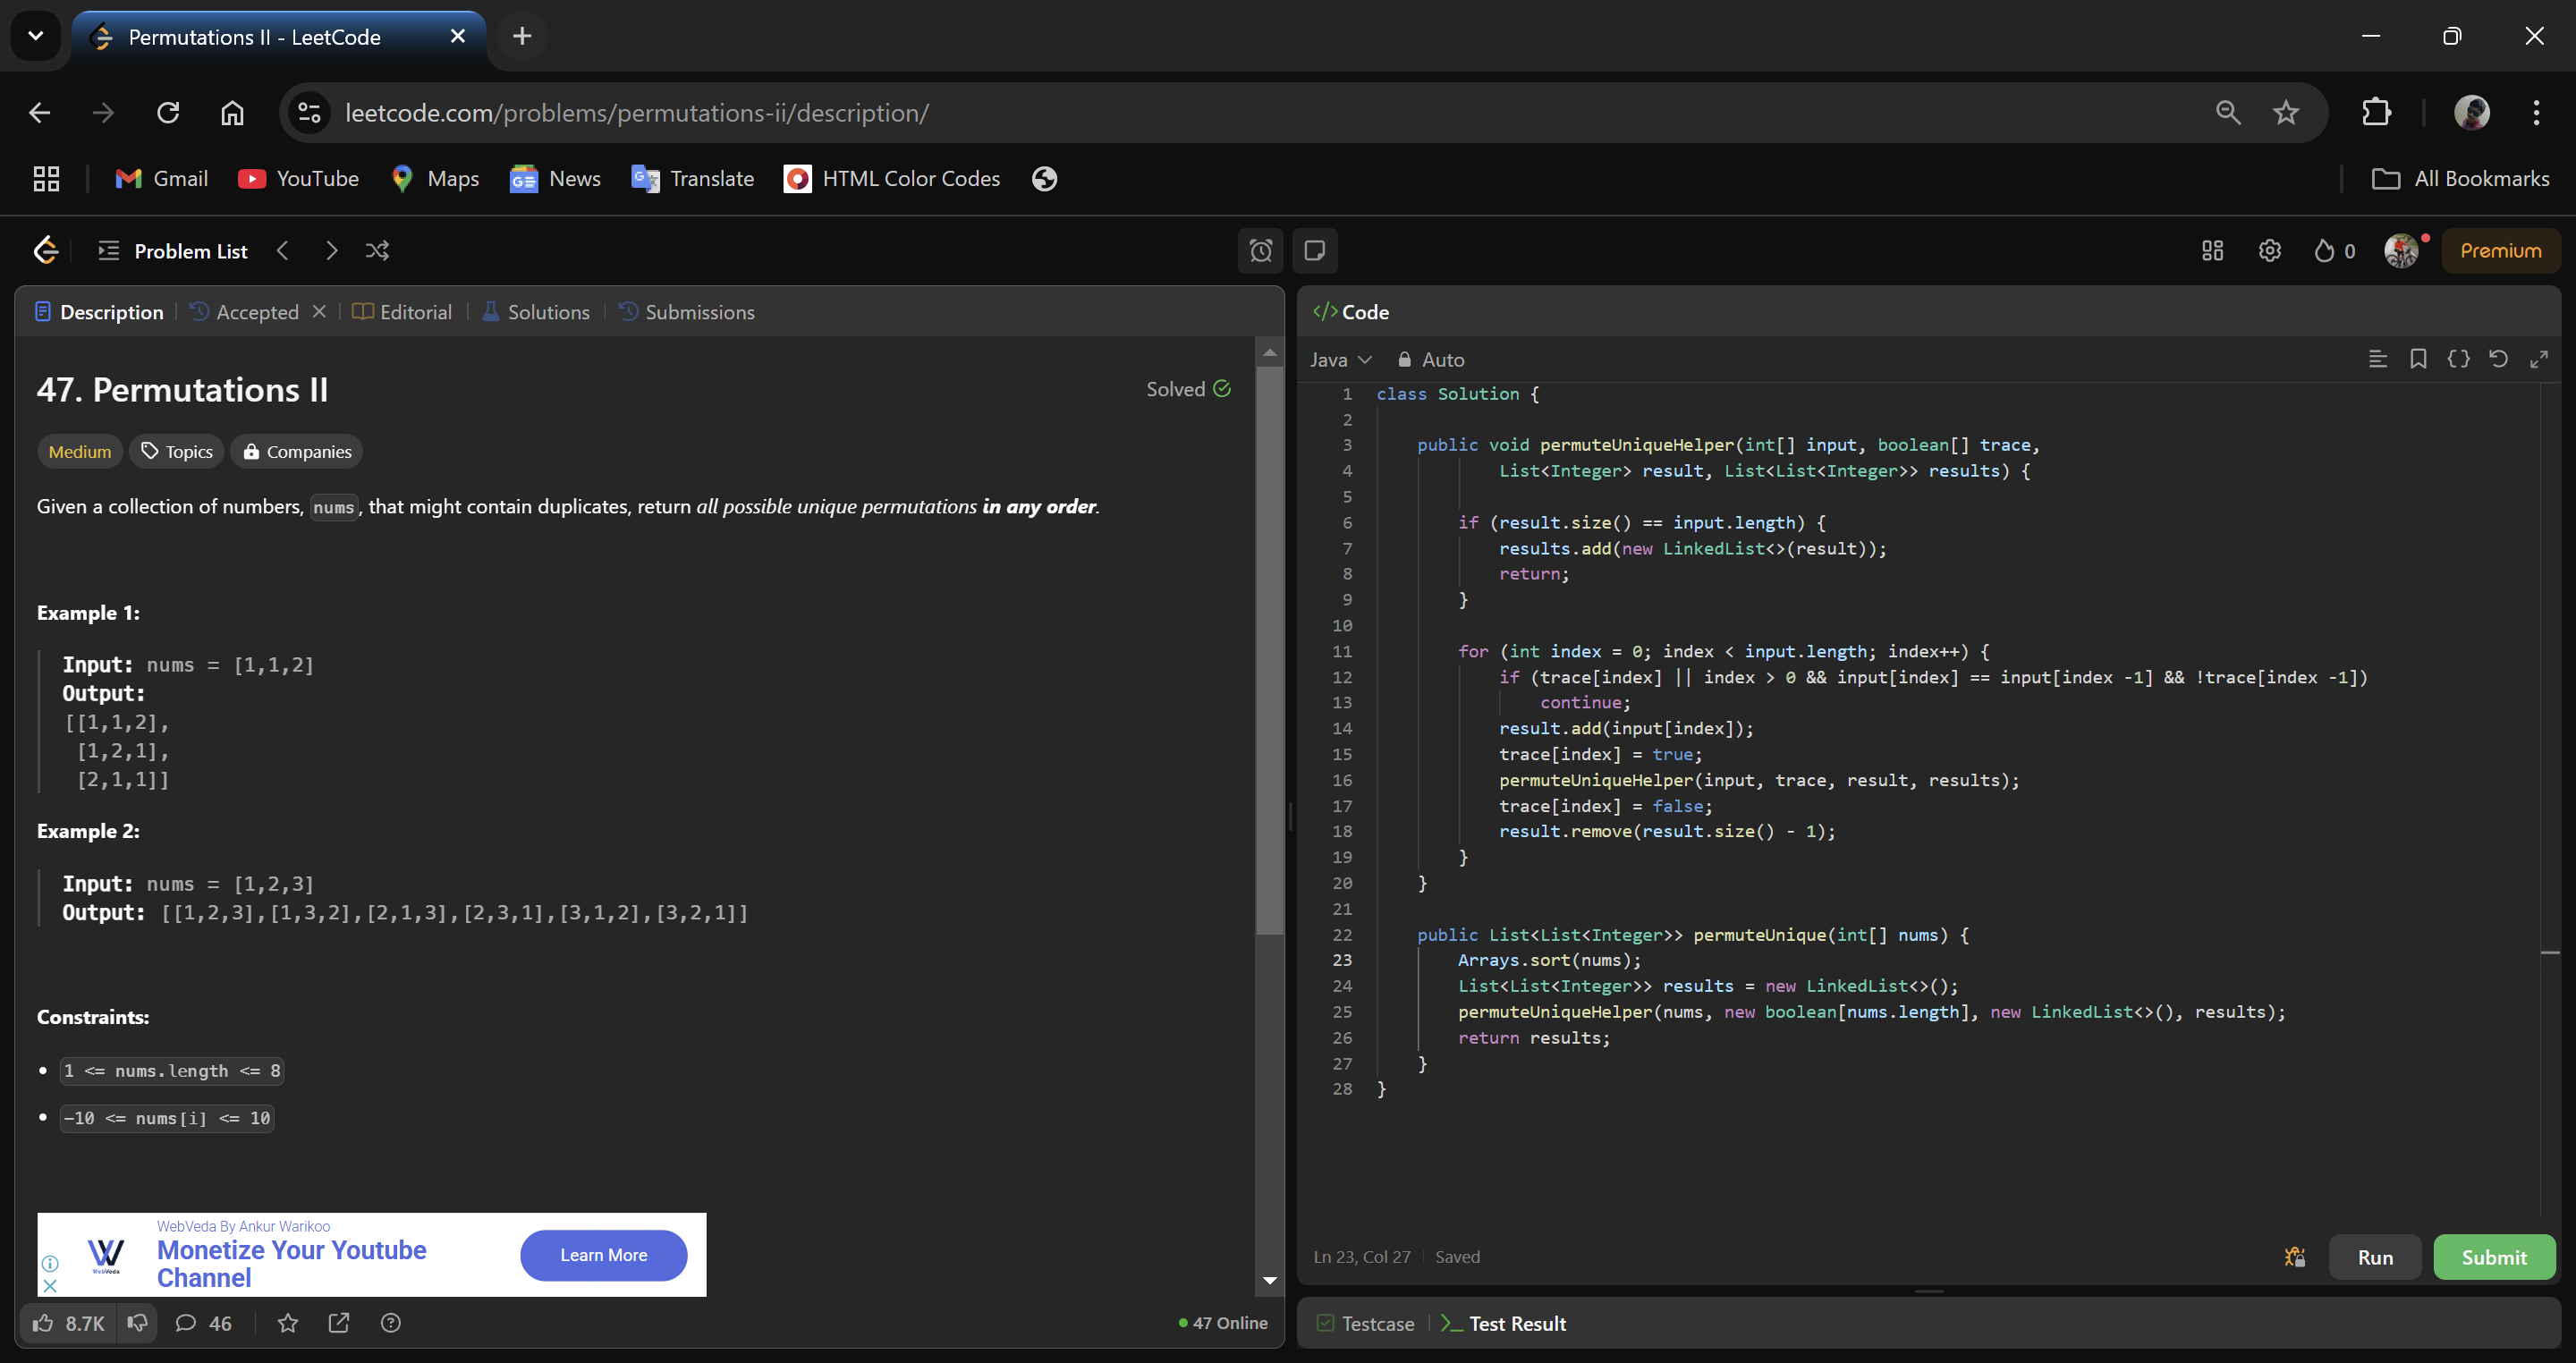 Permutations II - LeetCode
leetcode.com/problems/permutations-ii/description/
Gmail YouTube Maps News Translate HTML Color Codes All Bookmarks
Problem List 0 Premium
Description Accepted Editorial Solutions Submissions
47. Permutations II Solved
Medium Topics Companies
Given a collection of numbers, nums, that might contain duplicates, return all possible unique permutations in any order.
Example 1:
Input: nums = [1,1,2]
Output:
[[1,1,2],
[1,2,1],
[2,1,1]]
Example 2:
Input: nums = [1,2,3]
Output: [[1,2,3],[1,3,2],[2,1,3],[2,3,1],[3,1,2],[3,2,1]]
Constraints:
• 1 <= nums.length <= 8
• -10 <= nums[i] <= 10
WebVeda By Ankur Warikoo
Monetize Your Youtube
Channel
WebVeda
Learn More
8.7K 46 47 Online
</> Code
Java Auto
1 class Solution {
2
3 public void permuteUniqueHelper(int[] input, boolean[] trace,
4 List<Integer> result, List<List<Integer>> results) {
5
6 if (result.size() == input.length) {
7 results.add(new LinkedList<>(result));
8 return;
9 }
10
11 for (int index = 0; index < input.length; index++) {
12 if (trace[index] || index > 0 && input[index] == input[index -1] && !trace[index -1])
13 continue;
14 result.add(input[index]);
15 trace[index] = true;
16 permuteUniqueHelper(input, trace, result, results);
17 trace[index] = false;
18 result.remove(result.size() - 1);
19 }
20 }
21
22 public List<List<Integer>> permuteUnique(int[] nums) {
23 Arrays.sort(nums);
24 List<List<Integer>> results = new LinkedList<>();
25 permuteUniqueHelper(nums, new boolean[nums.length], new LinkedList<>(), results);
26 return results;
27 }
28 }
Ln 23, Col 27 Saved Run Submit
Testcase Test Result